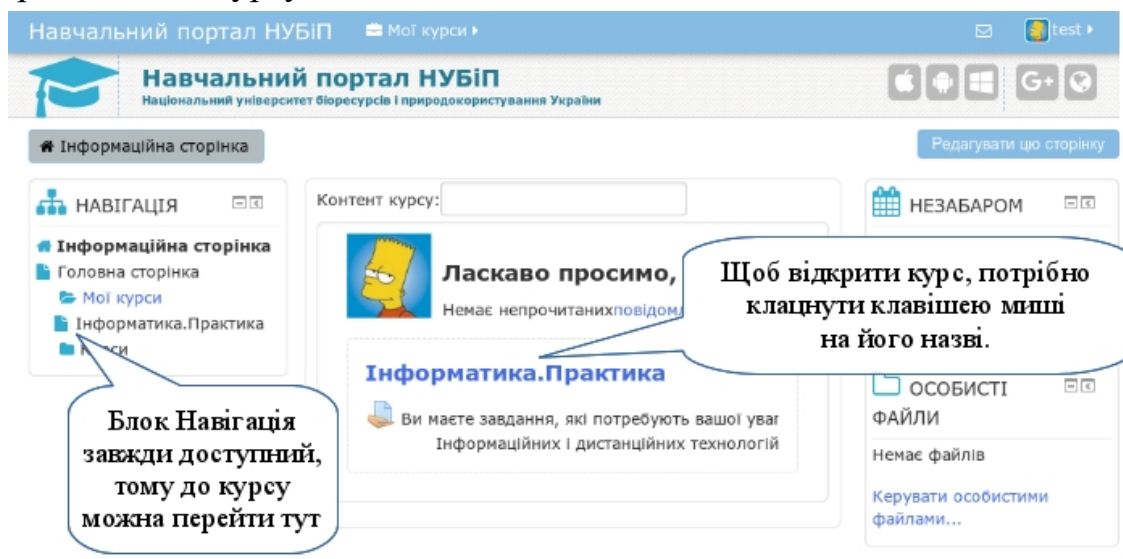 Навчальний портал НУБіП Мої курси test
Навчальний портал НУБіП
Національний університет біоресурсів і природокористування України
Інформаційна сторінка
Редагувати цю сторінку
НАВІГАЦІЯ
Інформаційна сторінка
Головна сторінка
Мої курси
Інформатика.Практика
Блок Навігація
завжди доступний,
тому до курсу
можна перейти тут
Контент курсу:
Ласкаво просимо,
Немає непрочитаних
Інформатика.Практика
Ви маєте завдання, які потребують вашої уваг
Інформаційних і дистанційних технологій
Щоб відкрити курс, потрібно
клацнути клавішею миші
на його назві.
НЕЗАБАРОМ
ОСОБИСТІ
ФАЙЛИ
Немає файлів
Керувати особистими
файлами...